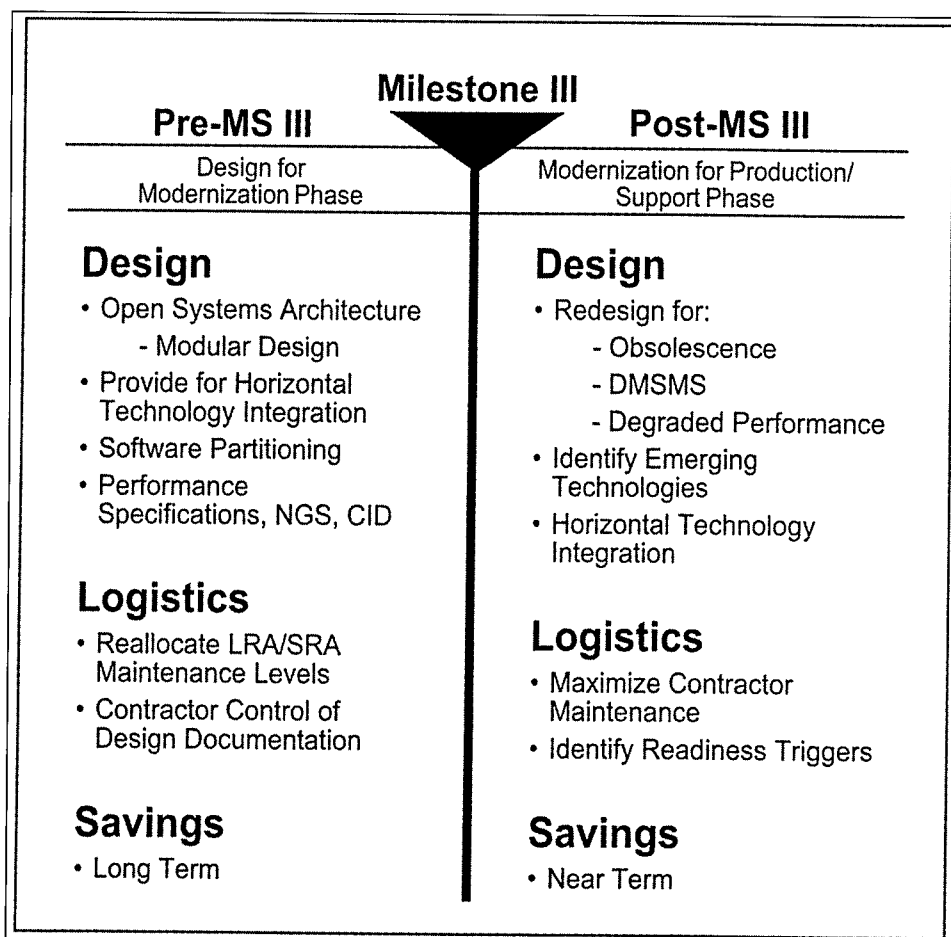 Milestone III
Pre-MS III
Design for
Modernization Phase
Design
• Open Systems Architecture
- Modular Design
• Provide for Horizontal
Technology Integration
• Software Partitioning
• Performance
Specifications, NGS, CID
Logistics
• Reallocate LRA/SRA
Maintenance Levels
• Contractor Control of
Design Documentation
Savings
• Long Term
Post-MS III
Modernization for Production/
Support Phase
Design
• Redesign for:
- Obsolescence
- DMSMS
- Degraded Performance
• Identify Emerging
Technologies
• Horizontal Technology
Integration
Logistics
• Maximize Contractor
Maintenance
• Identify Readiness Triggers
Savings
• Near Term